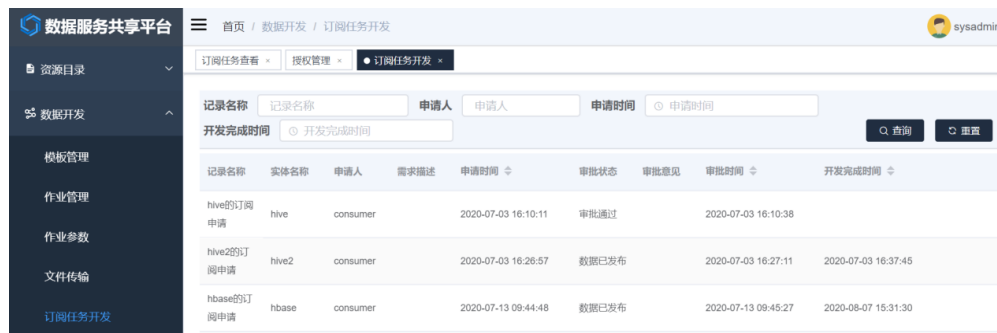 数据服务共享平台
首页 / 数据开发 / 订阅任务开发
sysadmin
订阅任务查看 ×
授权管理 ×
● 订阅任务开发 ×
资源目录
数据开发
模板管理
作业管理
作业参数
文件传输
订阅任务开发
记录名称 记录名称 申请人 申请人 申请时间 申请时间
开发完成时间 开发完成时间 查询 重置
记录名称 实体名称 申请人 需求描述 申请时间 审批状态 审批意见 审批时间 开发完成时间
hive的订阅
申请
hive consumer 2020-07-03 16:10:11 审批通过 2020-07-03 16:10:38
hive2的订
阅申请
hive2 consumer 2020-07-03 16:26:57 数据已发布 2020-07-03 16:27:11 2020-07-03 16:37:45
hbase的订
阅申请
hbase consumer 2020-07-13 09:44:48 数据已发布 2020-07-13 09:45:27 2020-08-07 15:31:30